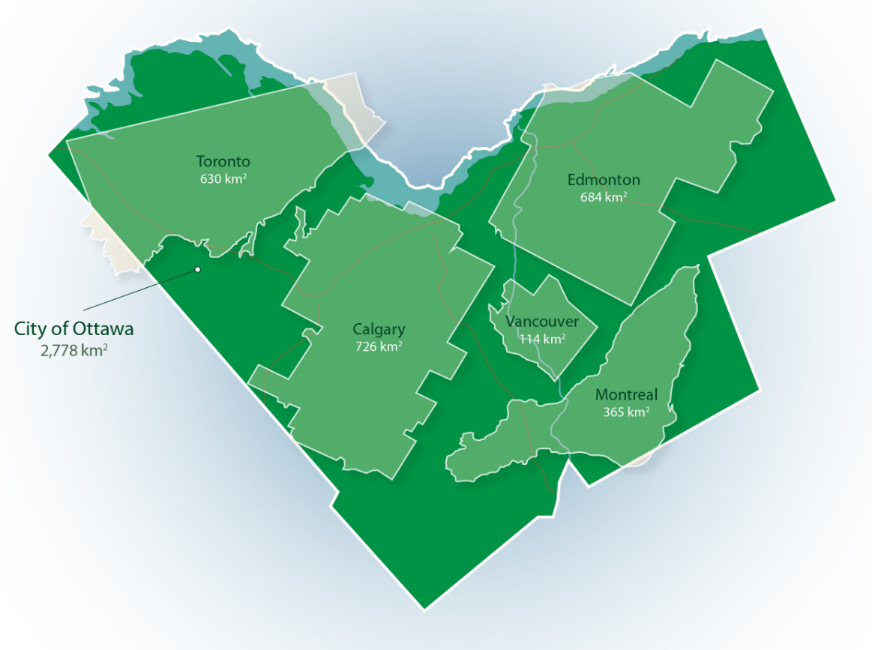 Toronto
630 km²
Edmonton
684 km²
City of Ottawa
2,778 km²
Calgary
726 km²
Vancouver
114 km²
Montreal
365 km²